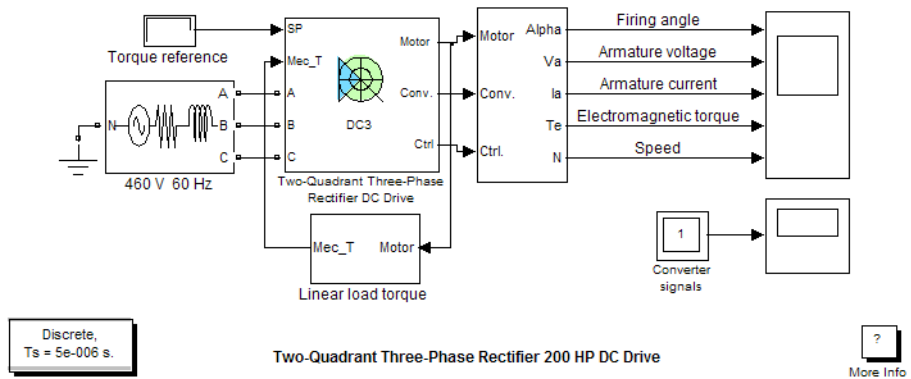 SP
Torque reference
Mec_T
Motor
A
A
Conv.
N
B
B
DC3
C
C
Ctrl
460 V 60 Hz
Two-Quadrant Three-Phase
Rectifier DC Drive
Motor
Alpha
Firing angle
Va
Armature voltage
Conv.
Ia
Armature current
Te
Electromagnetic torque
Ctrl.
N
Speed
Mec_T
Motor
Linear load torque
1
Converter
signals
Discrete,
Ts = 5e-006 s.
Two-Quadrant Three-Phase Rectifier 200 HP DC Drive
?
More Info